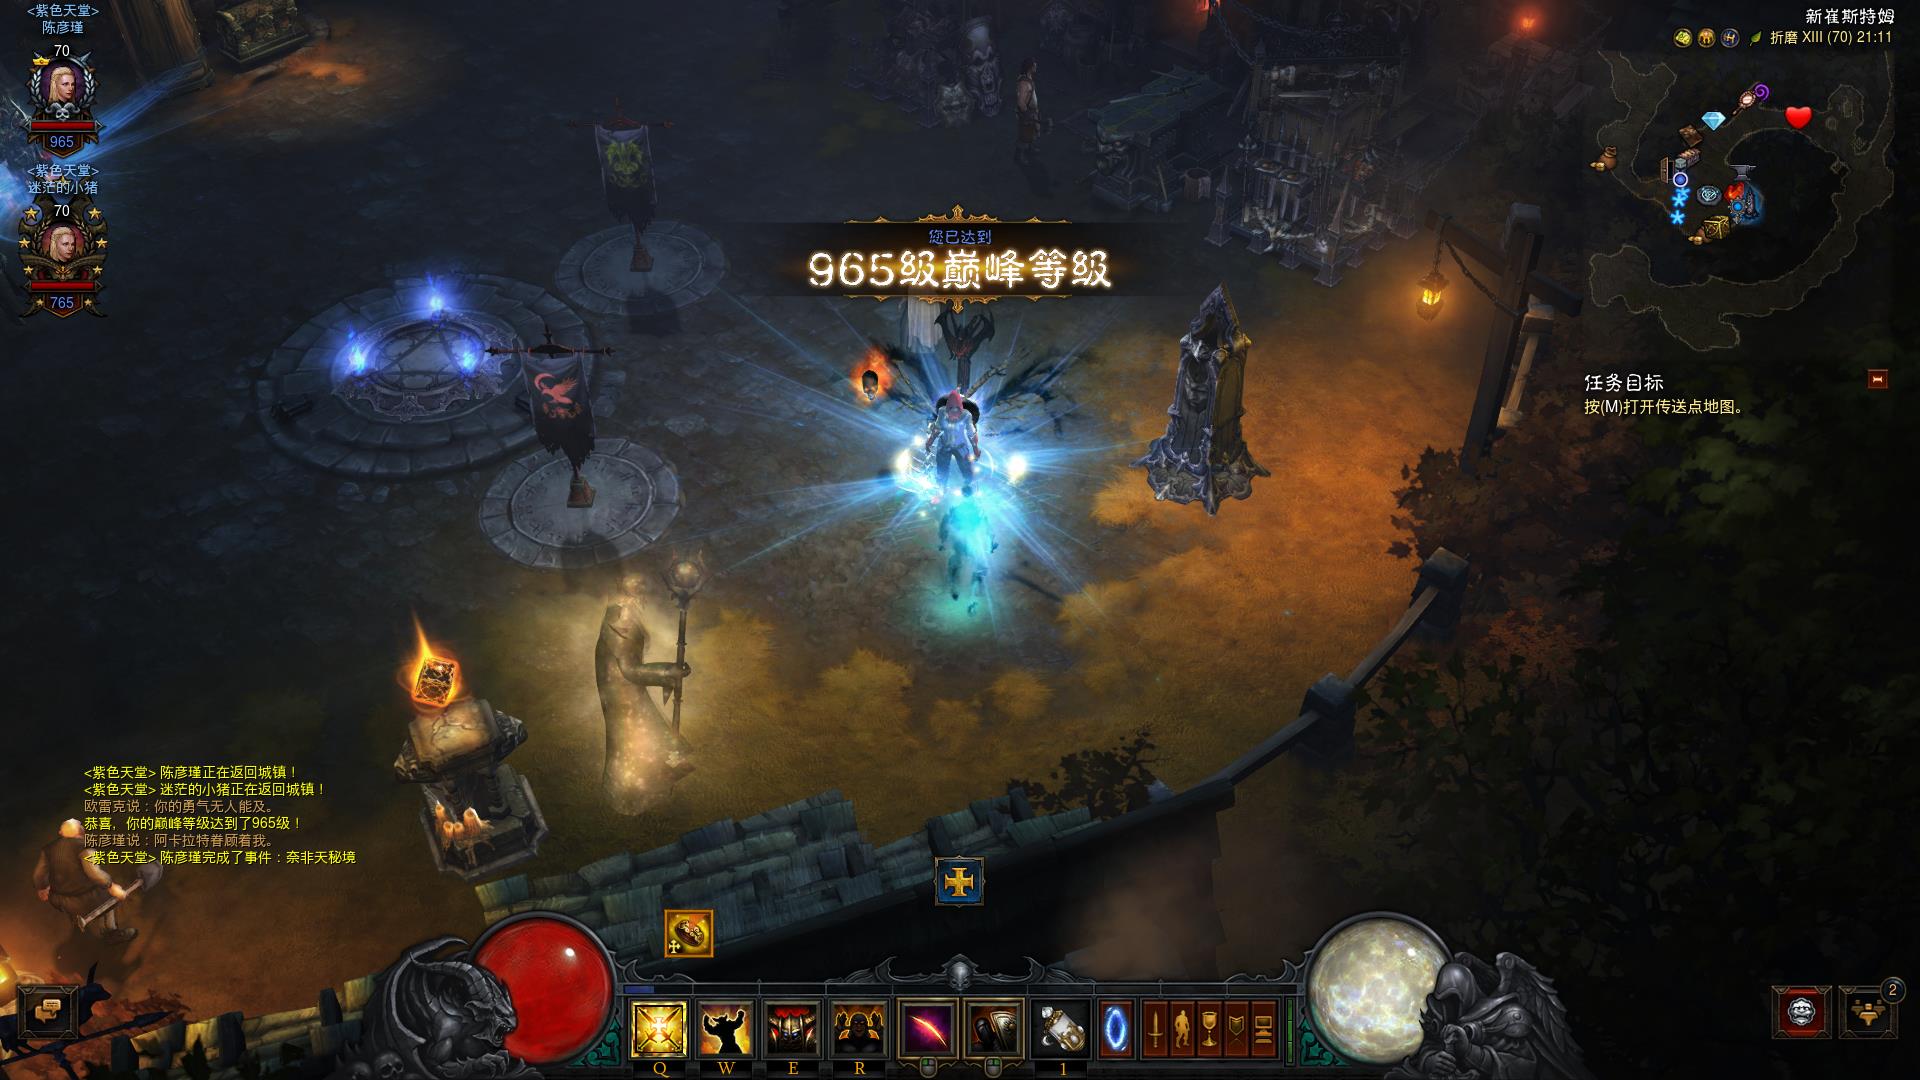 <紫色天堂>
陈彦瑾
70
965
<紫色天堂>
迷茫的小猪
70
765
新崔斯特姆
折磨 XIII (70) 21:11
您已达到
965级巅峰等级
任务目标
按(M)打开传送点地图。
<紫色天堂> 陈彦瑾正在返回城镇！
<紫色天堂> 迷茫的小猪正在返回城镇！
欧雷克说：你的勇气无人能及。
恭喜，你的巅峰等级达到了965级！
陈彦瑾说：阿卡拉特眷顾着我。
<紫色天堂> 陈彦瑾完成了事件：奈非天秘境
2
Q W E R 1